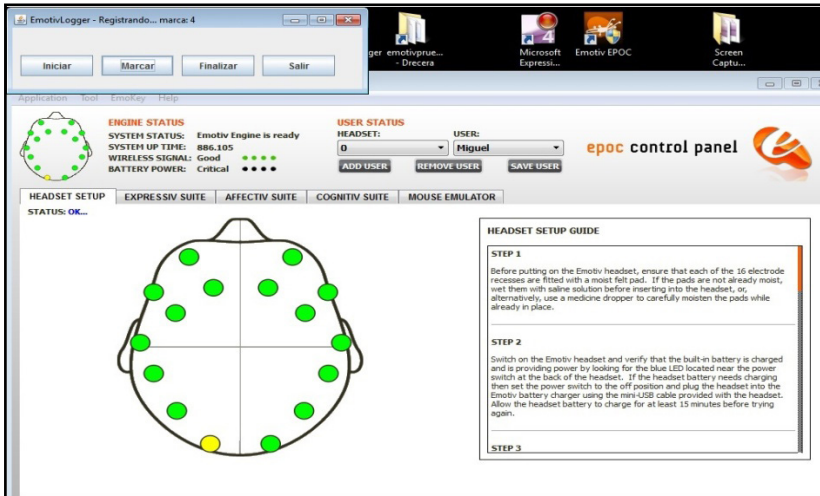 EmotivLogger - Registrando... marca: 4
Iniciar
Marcar
Finalizar
Salir
ger emotivprue...
- Drecera
Microsoft
Expressi...
Emotiv EPOC
Screen
Captu...
Application Tool EmoKey Help
ENGINE STATUS
SYSTEM STATUS: Emotiv Engine is ready
SYSTEM UP TIME: 886.105
WIRELESS SIGNAL: Good
BATTERY POWER: Critical
USER STATUS
HEADSET: USER:
0 Miguel
ADD USER REMOVE USER SAVE USER
epoc control panel
HEADSET SETUP EXPRESSIV SUITE AFFECTIV SUITE COGNITIV SUITE MOUSE EMULATOR
STATUS: OK...
HEADSET SETUP GUIDE
STEP 1
Before putting on the Emotiv headset, ensure that each of the 16 electrode
recesses are fitted with a moist felt pad. If the pads are not already moist,
wet them with saline solution before inserting into the headset, or,
alternatively, use a medicine dropper to carefully moisten the pads while
already in place.
STEP 2
Switch on the Emotiv headset and verify that the built-in battery is charged
and is providing power by looking for the blue LED located near the power
switch at the back of the headset. If the headset battery needs charging
then set the power switch to the off position and plug the headset into the
Emotiv battery charger using the mini-USB cable provided with the headset.
Allow the headset battery to charge for at least 15 minutes before trying
again.
STEP 3